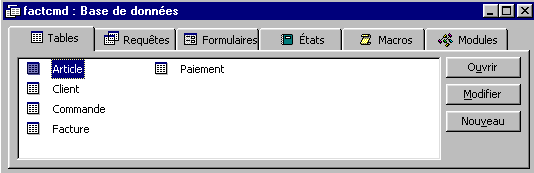 factcmd : Base de données
Tables Requêtes Formulaires États Macros Modules
Article Paiement Ouvrir
Client Modifier
Commande Nouveau
Facture